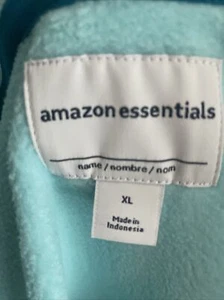 amazon essentials
name / nombre / nom
XL
Made in
Indonesia